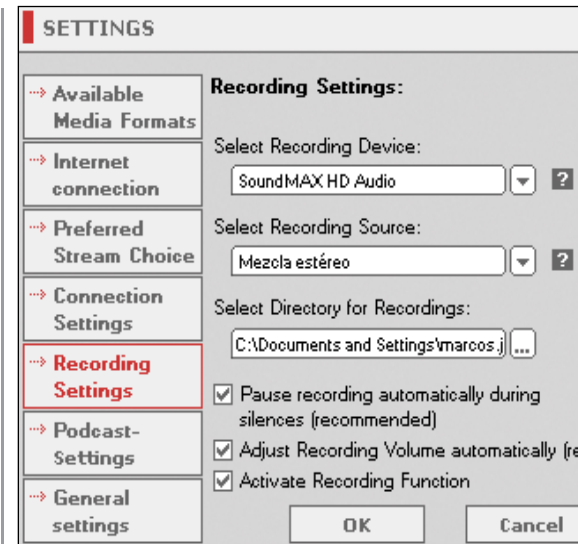 SETTINGS
Available
Media Formats
Internet
connection
Preferred
Stream Choice
Connection
Settings
Recording
Settings
Podcast-
Settings
General
settings
Recording Settings:
Select Recording Device:
SoundMAX HD Audio
?
Select Recording Source:
Mezcla estéreo
?
Select Directory for Recordings:
C:\Documents and Settings\marcos.j
...
Pause recording automatically during
silences (recommended)
Adjust Recording Volume automatically (re
Activate Recording Function
OK
Cancel